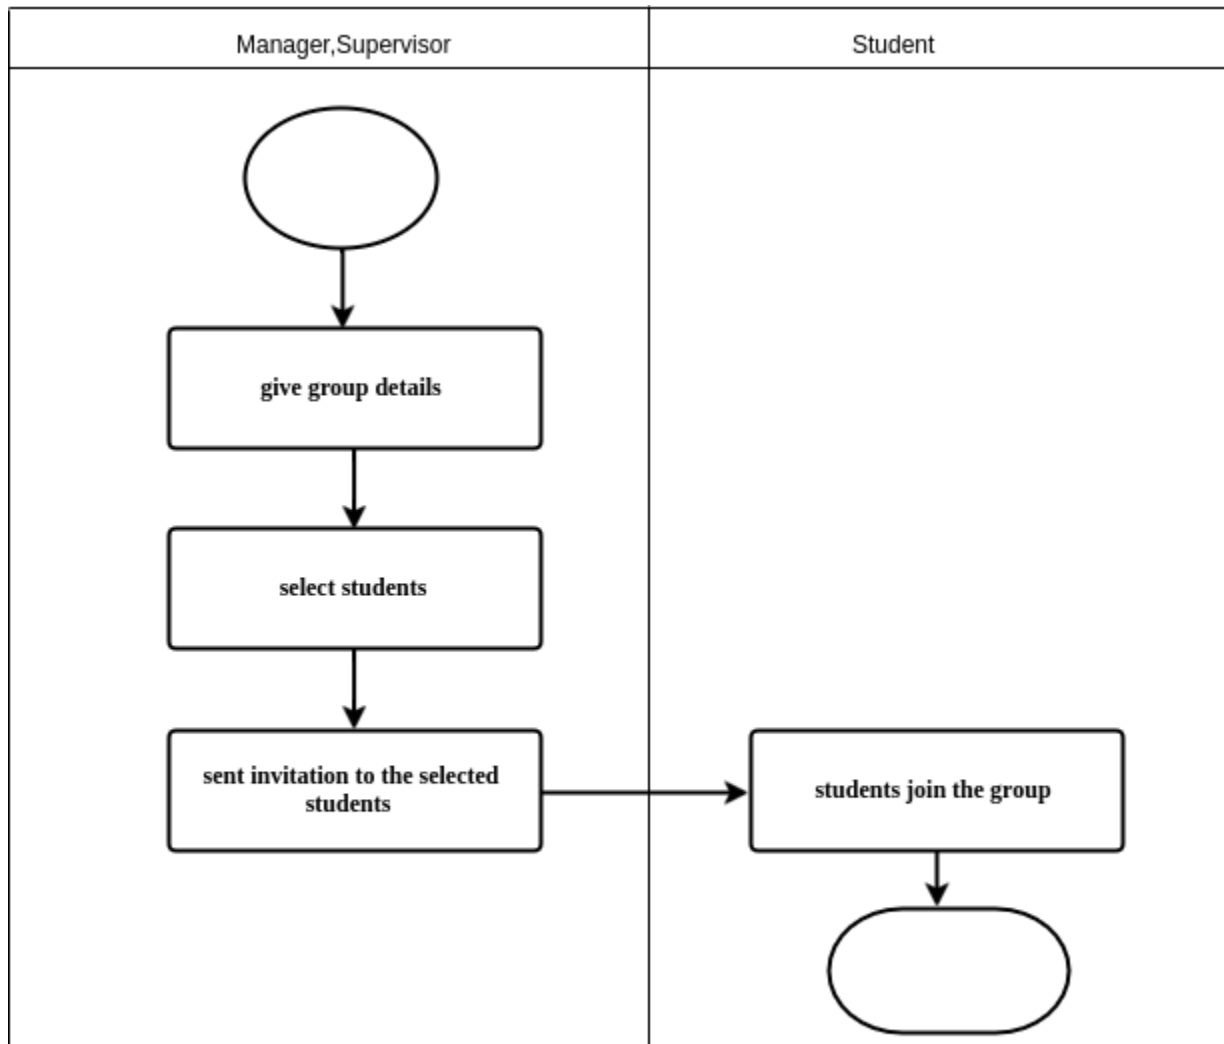 Manager,Supervisor
Student
give group details
select students
sent invitation to the selected
students
students join the group